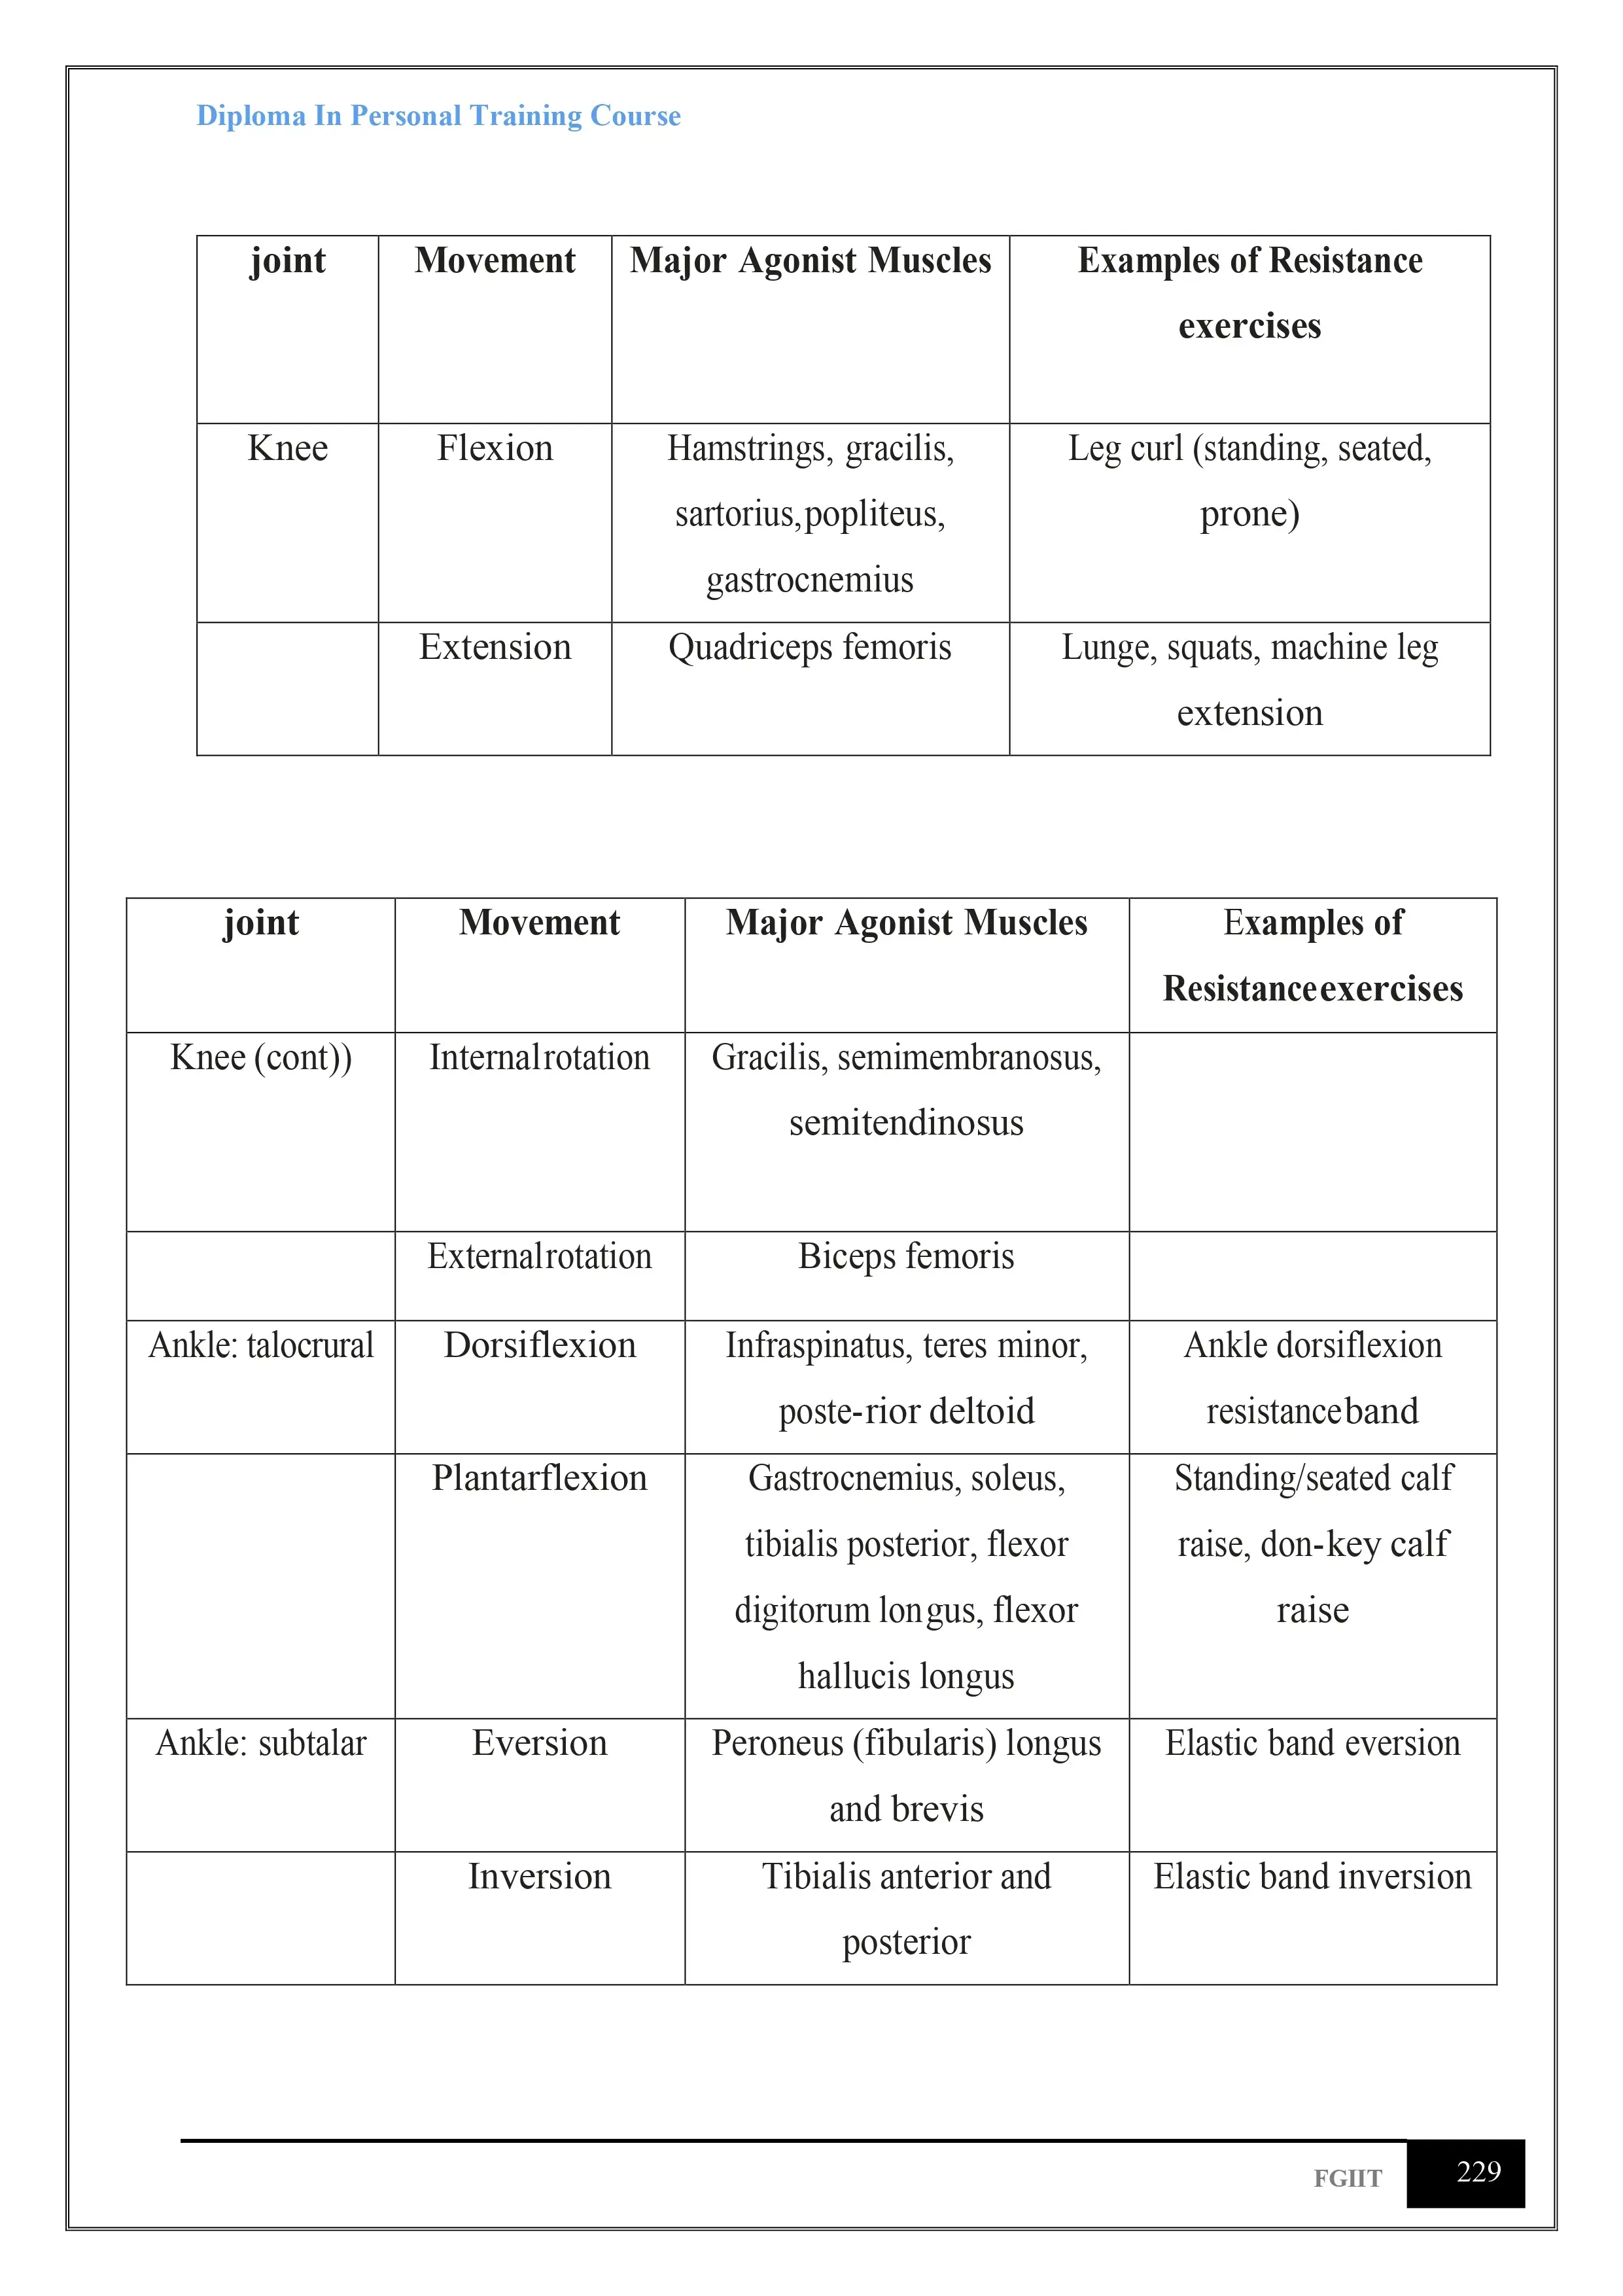 Diploma In Personal Training Course
joint Movement Major Agonist Muscles Examples of Resistance
exercises
Knee Flexion Hamstrings, gracilis, Leg curl (standing, seated,
sartorius,popliteus, prone)
gastrocnemius
Extension Quadriceps femoris Lunge, squats, machine leg
extension
joint Movement Major Agonist Muscles Examples of
Resistanceexercises
Knee (cont)) Internalrotation Gracilis, semimembranosus,
semitendinosus
Externalrotation Biceps femoris
Ankle: talocrural Dorsiflexion Infraspinatus, teres minor, Ankle dorsiflexion
poste-rior deltoid resistanceband
Plantarflexion Gastrocnemius, soleus, Standing/seated calf
tibialis posterior, flexor raise, don-key calf
digitorum longus, flexor raise
hallucis longus
Ankle: subtalar Eversion Peroneus (fibularis) longus Elastic band eversion
and brevis
Inversion Tibialis anterior and Elastic band inversion
posterior
FGIIT 229